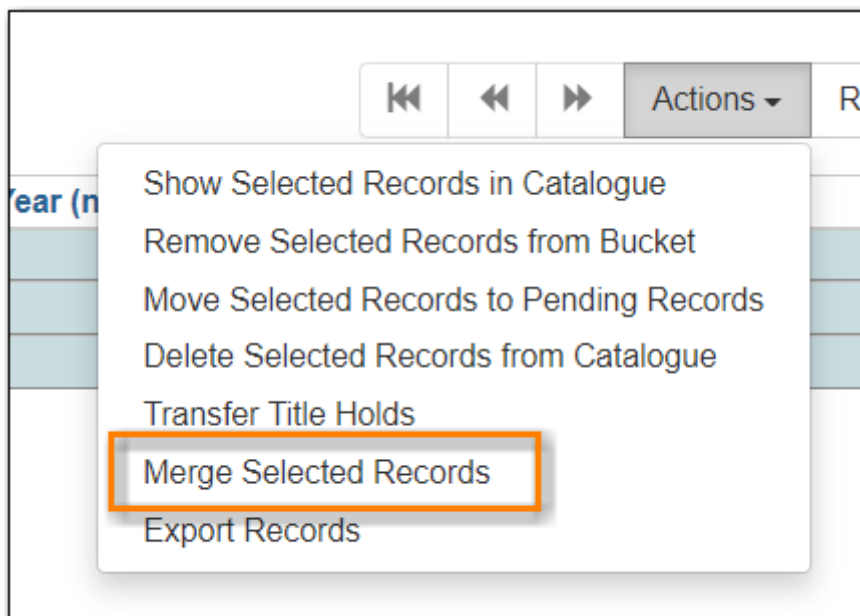 Actions
R
Year (n
Show Selected Records in Catalogue
Remove Selected Records from Bucket
Move Selected Records to Pending Records
Delete Selected Records from Catalogue
Transfer Title Holds
Merge Selected Records
Export Records